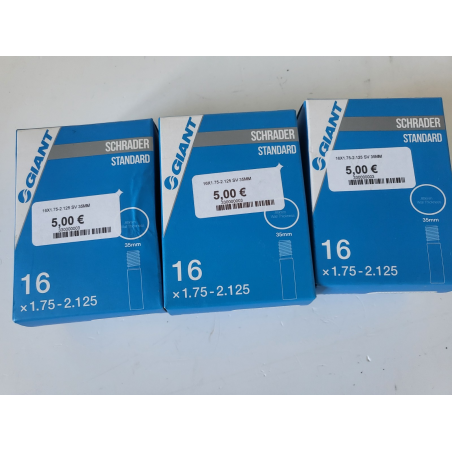 GIANT
SCHRADER
STANDARD
16X1.75-2.125 SV 35MM
5,00 €
35mm
16
× 1.75 - 2.125
GIANT
SCHRADER
STANDARD
16X1.75-2.125 SV 35MM
5,00 €
35mm
16
× 1.75 - 2.125
GIANT
SCHRADER
STANDARD
16X1.75-2.125 SV 35MM
5,00 €
35mm
16
× 1.75 - 2.125